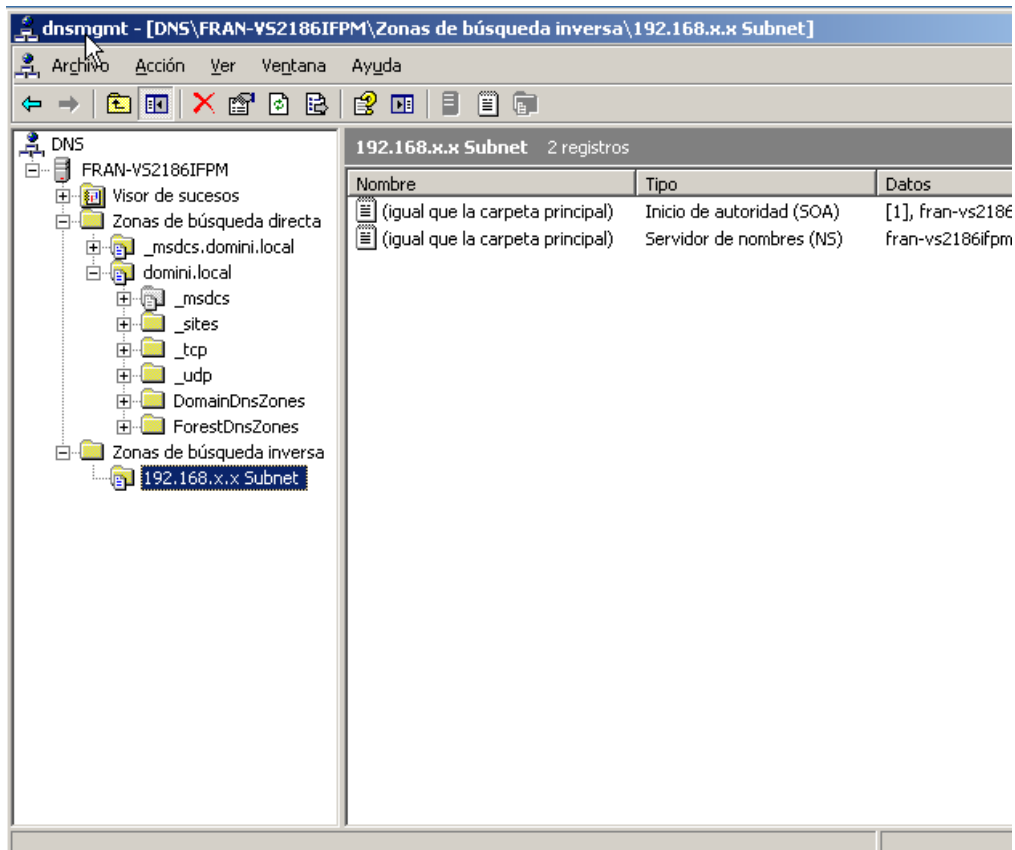 dnsmgmt - [DNS\FRAN-VS2186IFPM\Zonas de búsqueda inversa\192.168.x.x Subnet]
Archivo Acción Ver Ventana Ayuda
DNS
FRAN-VS2186IFPM
Visor de sucesos
Zonas de búsqueda directa
_msdcs.domini.local
domini.local
_msdcs
_sites
_tcp
_udp
DomainDnsZones
ForestDnsZones
Zonas de búsqueda inversa
192.168.x.x Subnet
192.168.x.x Subnet 2 registros
Nombre Tipo Datos
(igual que la carpeta principal) Inicio de autoridad (SOA) [1], fran-vs2186
(igual que la carpeta principal) Servidor de nombres (NS) fran-vs2186ifpm